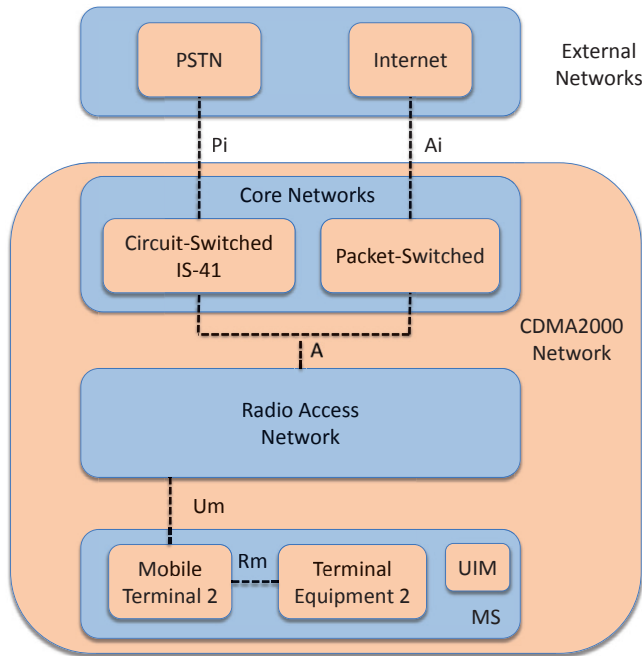 PSTN
Internet
External
Networks
Pi
Ai
Core Networks
Circuit-Switched
IS-41
Packet-Switched
CDMA2000
Network
A
Radio Access
Network
Um
Mobile
Terminal 2
Rm
Terminal
Equipment 2
UIM
MS